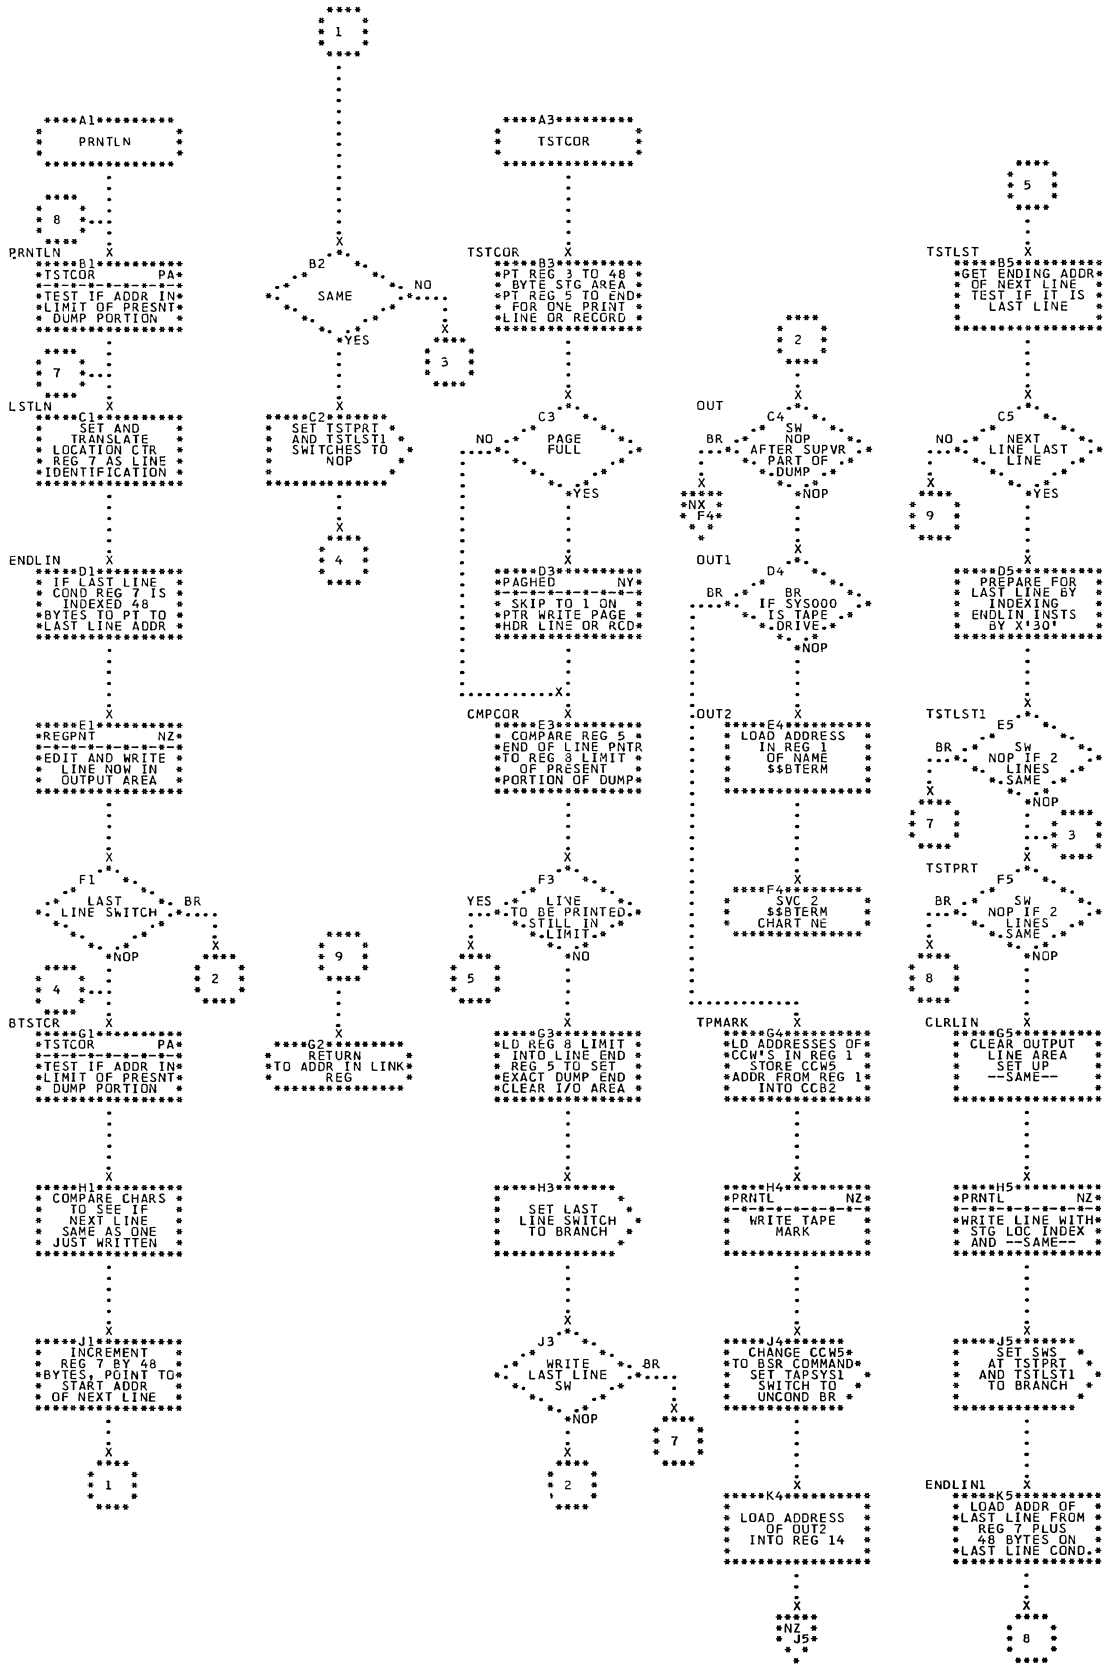 1
A1
PRNTLN
8
PRNTLN
B1
TSTCOR PA
TEST IF ADDR IN
LIMIT OF PRESNT
DUMP PORTION
7
LSTLN
C1
SET AND
TRANSLATE
LOCATION CTR
REG 7 AS LINE
IDENTIFICATION
ENDLIN
D1
IF LAST LINE
COND REG 7 IS
INDEXED 48
BYTES TO PT TO
LAST LINE ADDR
E1
REGPNT NZ
EDIT AND WRITE
LINE NOW IN
OUTPUT AREA
F1
LAST
LINE SWITCH
BR
2
NOP
4
BTSTCR
G1
TSTCOR PA
TEST IF ADDR IN
LIMIT OF PRESNT
DUMP PORTION
H1
COMPARE CHARS
TO SEE IF
NEXT LINE
SAME AS ONE
JUST WRITTEN
J1
INCREMENT
REG 7 BY 48
BYTES, POINT TO
START ADDR
OF NEXT LINE
1
B2
SAME
NO
3
YES
C2
SET TSTPRT
AND TSTLST1
SWITCHES TO
NOP
4
9
G2
RETURN
TO ADDR IN LINK
REG
A3
TSTCOR
TSTCOR
B3
PT REG 3 TO 48
BYTE STG AREA
PT REG 5 TO END
FOR ONE PRINT
LINE OR RECORD
C3
PAGE
FULL
NO
YES
D3
PAGHED NY
SKIP TO 1 ON
PTR WRITE PAGE
HDR LINE OR RCD
CMPCOR
E3
COMPARE REG 5
END OF LINE PNTR
TO REG 8 LIMIT
OF PRESENT
PORTION OF DUMP
F3
LINE
TO BE PRINTED
STILL IN
LIMIT
YES
5
NO
G3
LD REG 8 LIMIT
INTO LINE END
REG 5 TO SET
EXACT DUMP END
CLEAR I/O AREA
H3
SET LAST
LINE SWITCH
TO BRANCH
J3
WRITE
LAST LINE
SW
BR
7
NOP
2
2
OUT
C4
SW
NOP
AFTER SUPVR
PART OF
DUMP
BR
NX
F4
NOP
OUT1
D4
BR
IF SYS000
IS TAPE
DRIVE
BR
NOP
OUT2
E4
LOAD ADDRESS
IN REG 1
OF NAME
$$BTERM
F4
SVC 2
$$BTERM
CHART NE
TPMARK
G4
LD ADDRESSES OF
CCW'S IN REG 1
STORE CCW5
ADDR FROM REG 1
INTO CCB2
H4
PRNTL NZ
WRITE TAPE
MARK
J4
CHANGE CCW5
TO BSR COMMAND
SET TAPSYS1
SWITCH TO
UNCOND BR
K4
LOAD ADDRESS
OF OUT2
INTO REG 14
NZ
J5
5
TSTLST
B5
GET ENDING ADDR
OF NEXT LINE
TEST IF IT IS
LAST LINE
C5
NEXT
LINE LAST
LINE
NO
9
YES
D5
PREPARE FOR
LAST LINE BY
INDEXING
ENDLIN INSTS
BY X'30'
TSTLST1
E5
SW
NOP IF 2
LINES
SAME
BR
7
NOP
3
TSTPRT
F5
SW
NOP IF 2
LINES
SAME
BR
8
NOP
CLRLIN
G5
CLEAR OUTPUT
LINE AREA
SET UP
--SAME--
H5
PRNTL NZ
WRITE LINE WITH
STG LOC INDEX
AND --SAME--
J5
SET SWS
AT TSTPRT
AND TSTLST1
TO BRANCH
ENDLIN1
K5
LOAD ADDR OF
LAST LINE FROM
REG 7 PLUS
48 BYTES ON
LAST LINE COND.
8